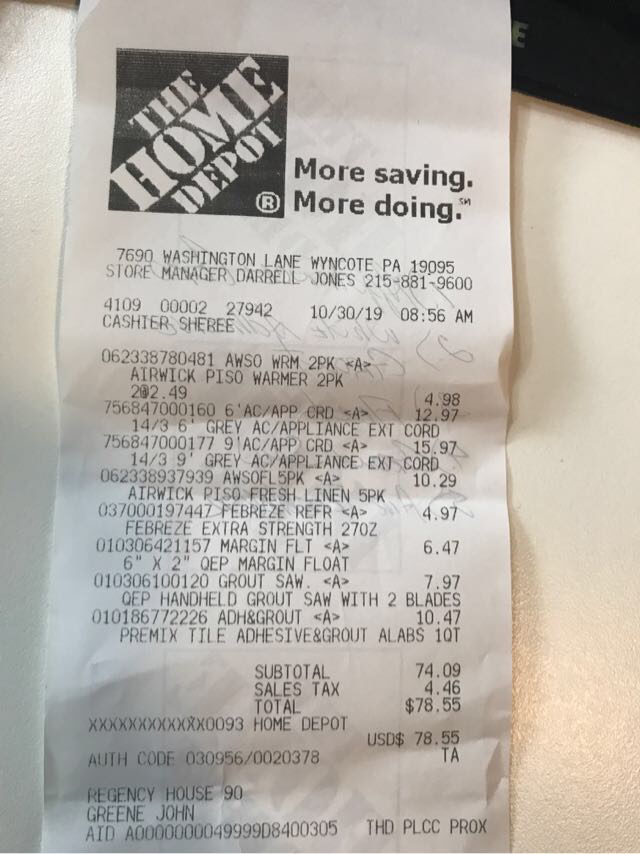 THE
HOME
DEPOT
®
More saving.
More doing.℠
7690 WASHINGTON LANE WYNCOTE PA 19095
STORE MANAGER DARRELL JONES 215-881-9600
4109 00002 27942 10/30/19 08:56 AM
CASHIER SHEREE
062338780481 AWSO WRM 2PK <A>
AIRWICK PISO WARMER 2PK
2@2.49 4.98
756847000160 6'AC/APP CRD <A> 12.97
14/3 6' GREY AC/APPLIANCE EXT CORD
756847000177 9'AC/APP CRD <A> 15.97
14/3 9' GREY AC/APPLIANCE EXT CORD
062338937939 AWSOFL5PK <A> 10.29
AIRWICK PISO FRESH LINEN 5PK
037000197447 FEBREZE REFR <A> 4.97
FEBREZE EXTRA STRENGTH 27OZ
010306421157 MARGIN FLT <A> 6.47
6" X 2" QEP MARGIN FLOAT
010306100120 GROUT SAW. <A> 7.97
QEP HANDHELD GROUT SAW WITH 2 BLADES
010186772226 ADH&GROUT <A> 10.47
PREMIX TILE ADHESIVE&GROUT ALABS 1QT
SUBTOTAL 74.09
SALES TAX 4.46
TOTAL $78.55
XXXXXXXXXXXX0093 HOME DEPOT
USD$ 78.55
AUTH CODE 030956/0020378 TA
REGENCY HOUSE 90
GREENE JOHN
AID A0000000049999D8400305 THD PLCC PROX